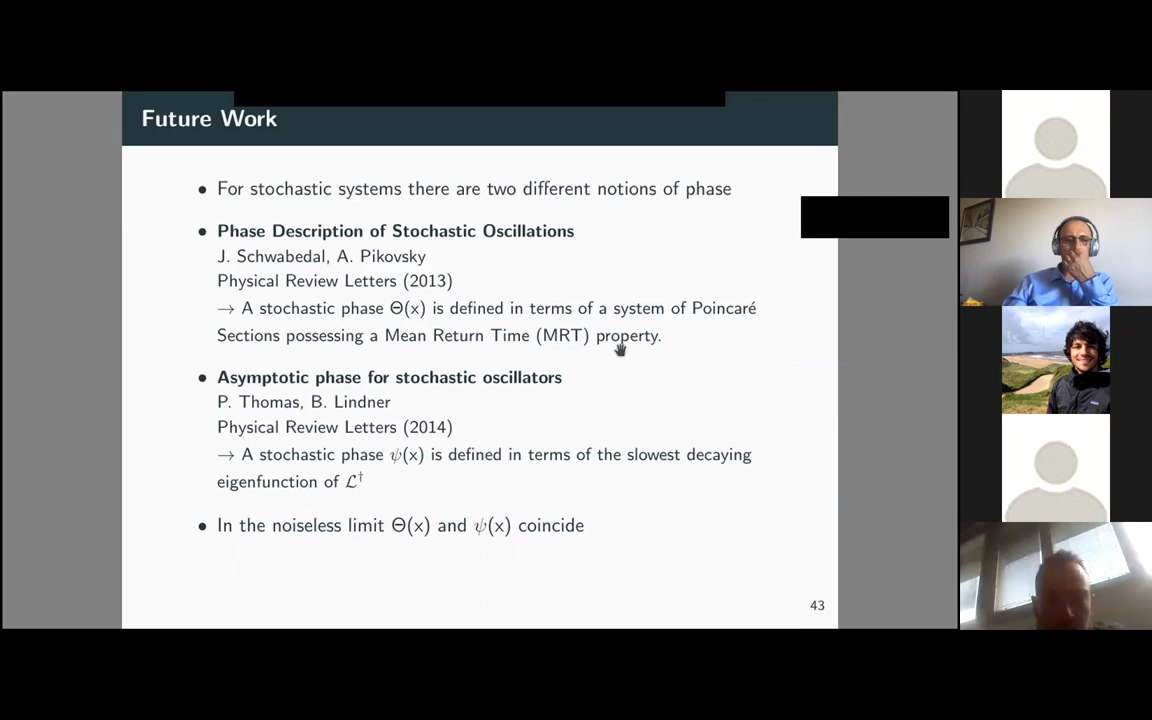 Future Work
• For stochastic systems there are two different notions of phase
• Phase Description of Stochastic Oscillations
J. Schwabedal, A. Pikovsky
Physical Review Letters (2013)
→ A stochastic phase Θ(x) is defined in terms of a system of Poincaré
Sections possessing a Mean Return Time (MRT) property.
• Asymptotic phase for stochastic oscillators
P. Thomas, B. Lindner
Physical Review Letters (2014)
→ A stochastic phase ψ(x) is defined in terms of the slowest decaying
eigenfunction of ℒ†
• In the noiseless limit Θ(x) and ψ(x) coincide
43